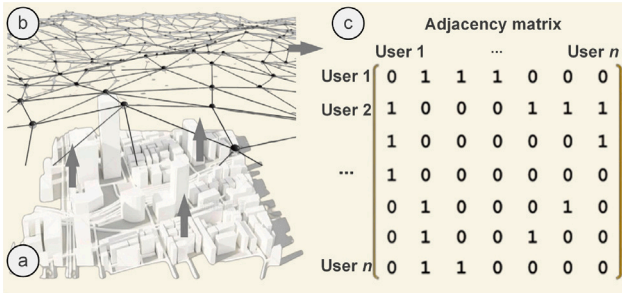 b
c
Adjacency matrix
User 1 ... User n
User 1 0 1 1 1 0 0 0
User 2 1 0 0 0 1 1 1
1 0 0 0 0 0 1
... 1 0 0 0 0 0 0
0 1 0 0 0 1 0
0 1 0 0 1 0 0
User n 0 1 1 0 0 0 0
a